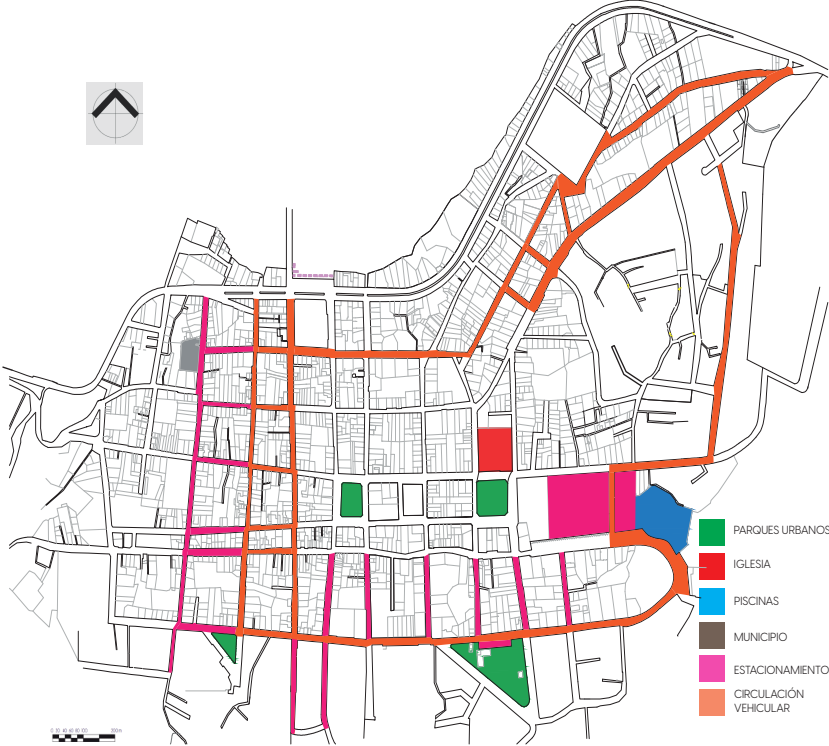 PARQUES URBANOS
IGLESIA
PISCINAS
MUNICIPIO
ESTACIONAMIENTO
CIRCULACIÓN
VEHICULAR